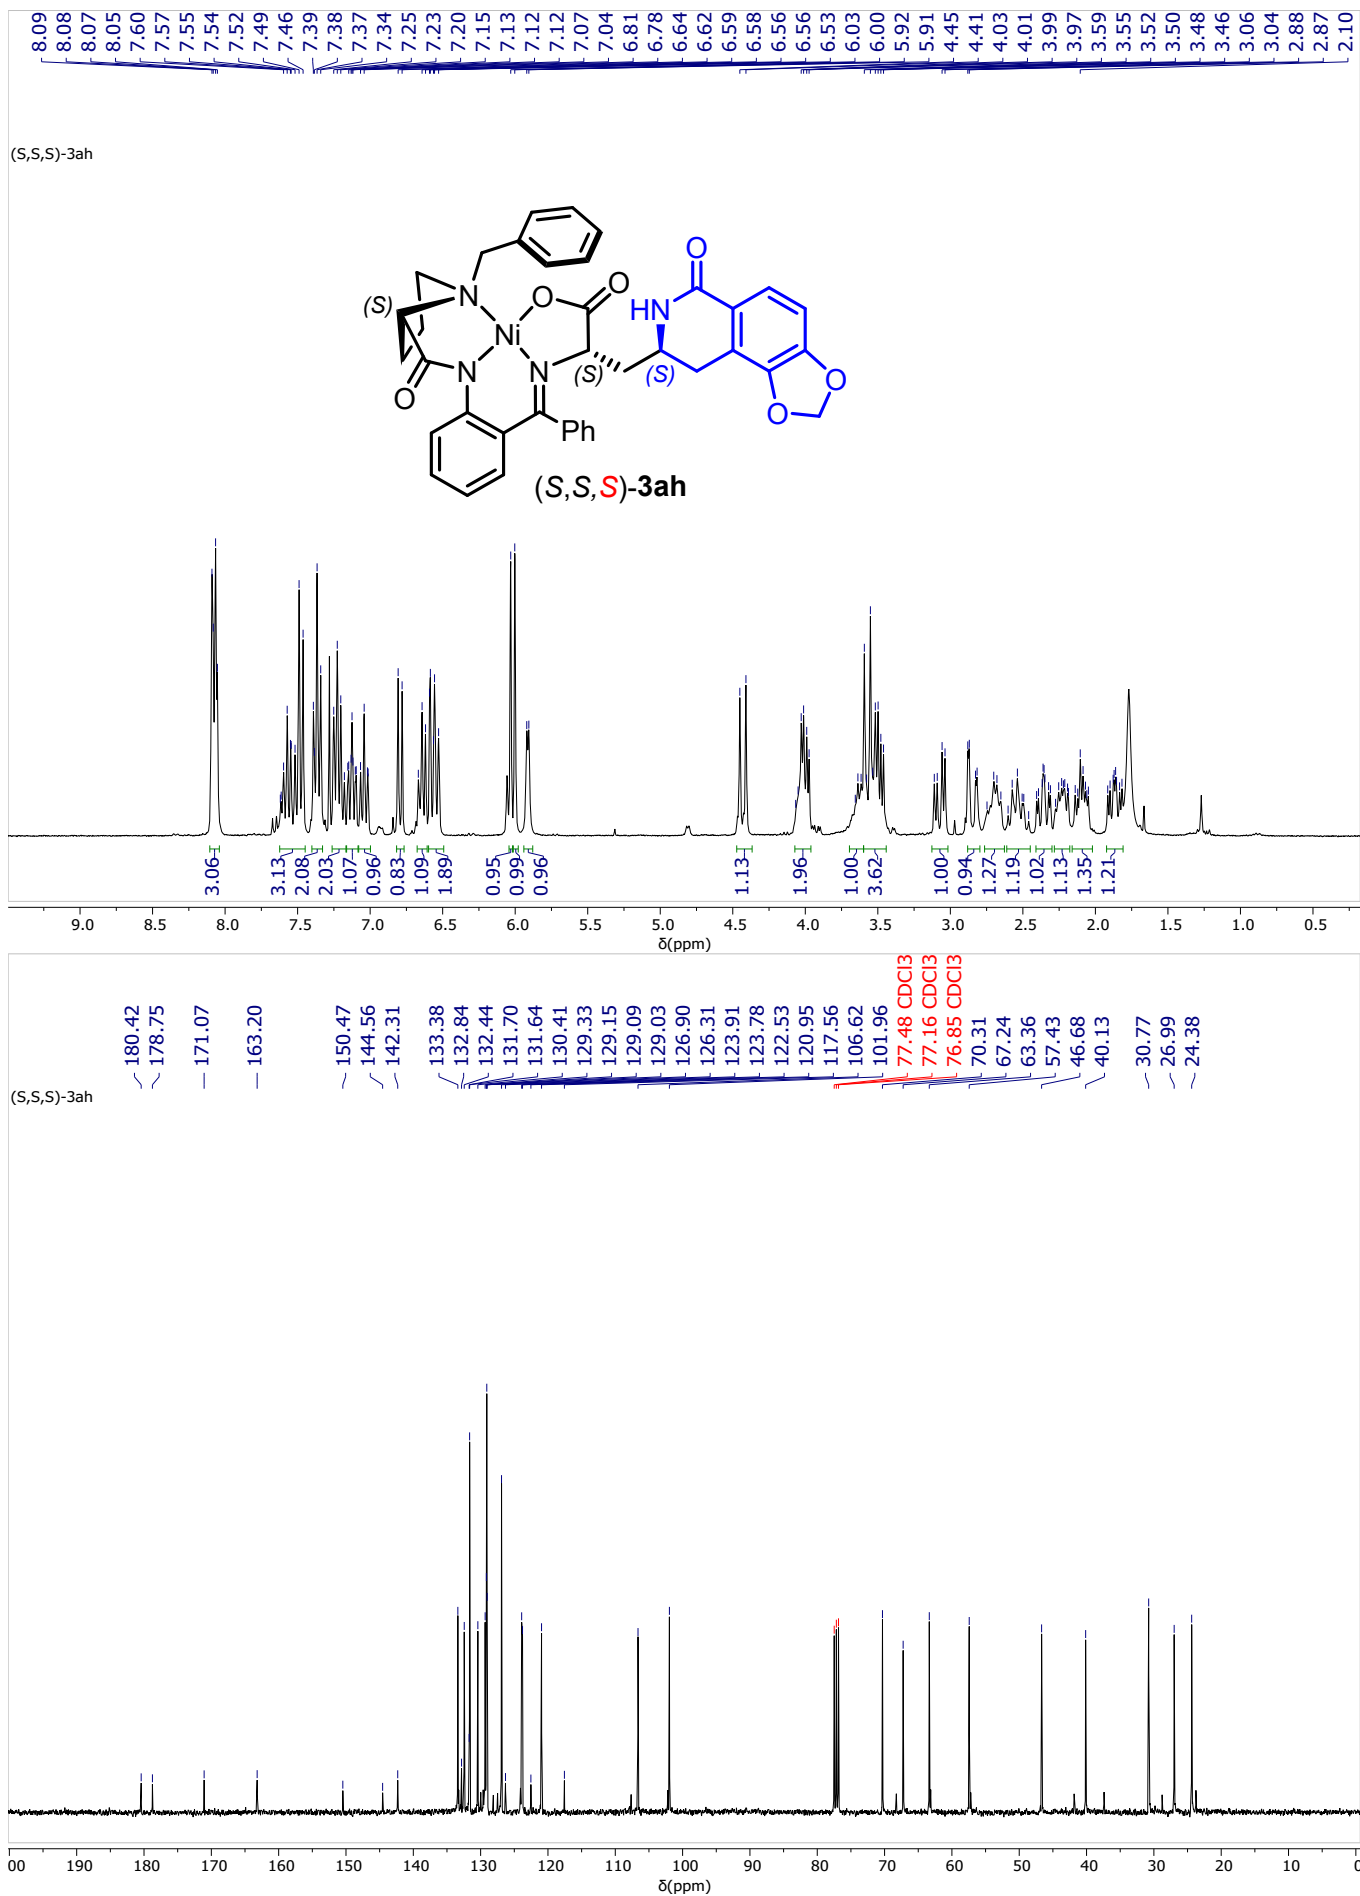 8.09 8.08 8.07 8.05 7.60 7.57 7.55 7.54 7.52 7.49 7.46 7.39 7.38 7.37 7.34 7.25 7.23 7.20 7.15 7.13 7.12 7.12 7.07 7.04 6.81 6.78 6.64 6.62 6.59 6.58 6.56 6.56 6.53 6.03 6.00 5.92 5.91 4.45 4.41 4.03 4.01 3.99 3.97 3.59 3.55 3.52 3.50 3.48 3.46 3.06 3.04 2.88 2.87 2.10
(S,S,S)-3ah
(S) N O O Ni N N O (S) Ph
O HN (S) O O
(S,S,S)-3ah
3.06 3.13 2.08 2.03 1.07 0.96 0.83 1.09 1.89 0.95 0.99 0.96 1.13 1.96 1.00 3.62 1.00 0.94 1.27 1.19 1.02 1.13 1.35 1.21
9.0 8.5 8.0 7.5 7.0 6.5 6.0 5.5 5.0 4.5 4.0 3.5 3.0 2.5 2.0 1.5 1.0 0.5
δ(ppm)
180.42 178.75 171.07 163.20 150.47 144.56 142.31 133.38 132.84 132.44 131.70 131.64 130.41 129.33 129.15 129.09 129.03 126.90 126.31 123.91 123.78 122.53 120.95 117.56 106.62 101.96 77.48 CDCl3 77.16 CDCl3 76.85 CDCl3 70.31 67.24 63.36 57.43 46.68 40.13 30.77 26.99 24.38
(S,S,S)-3ah
00 190 180 170 160 150 140 130 120 110 100 90 80 70 60 50 40 30 20 10 0
δ(ppm)